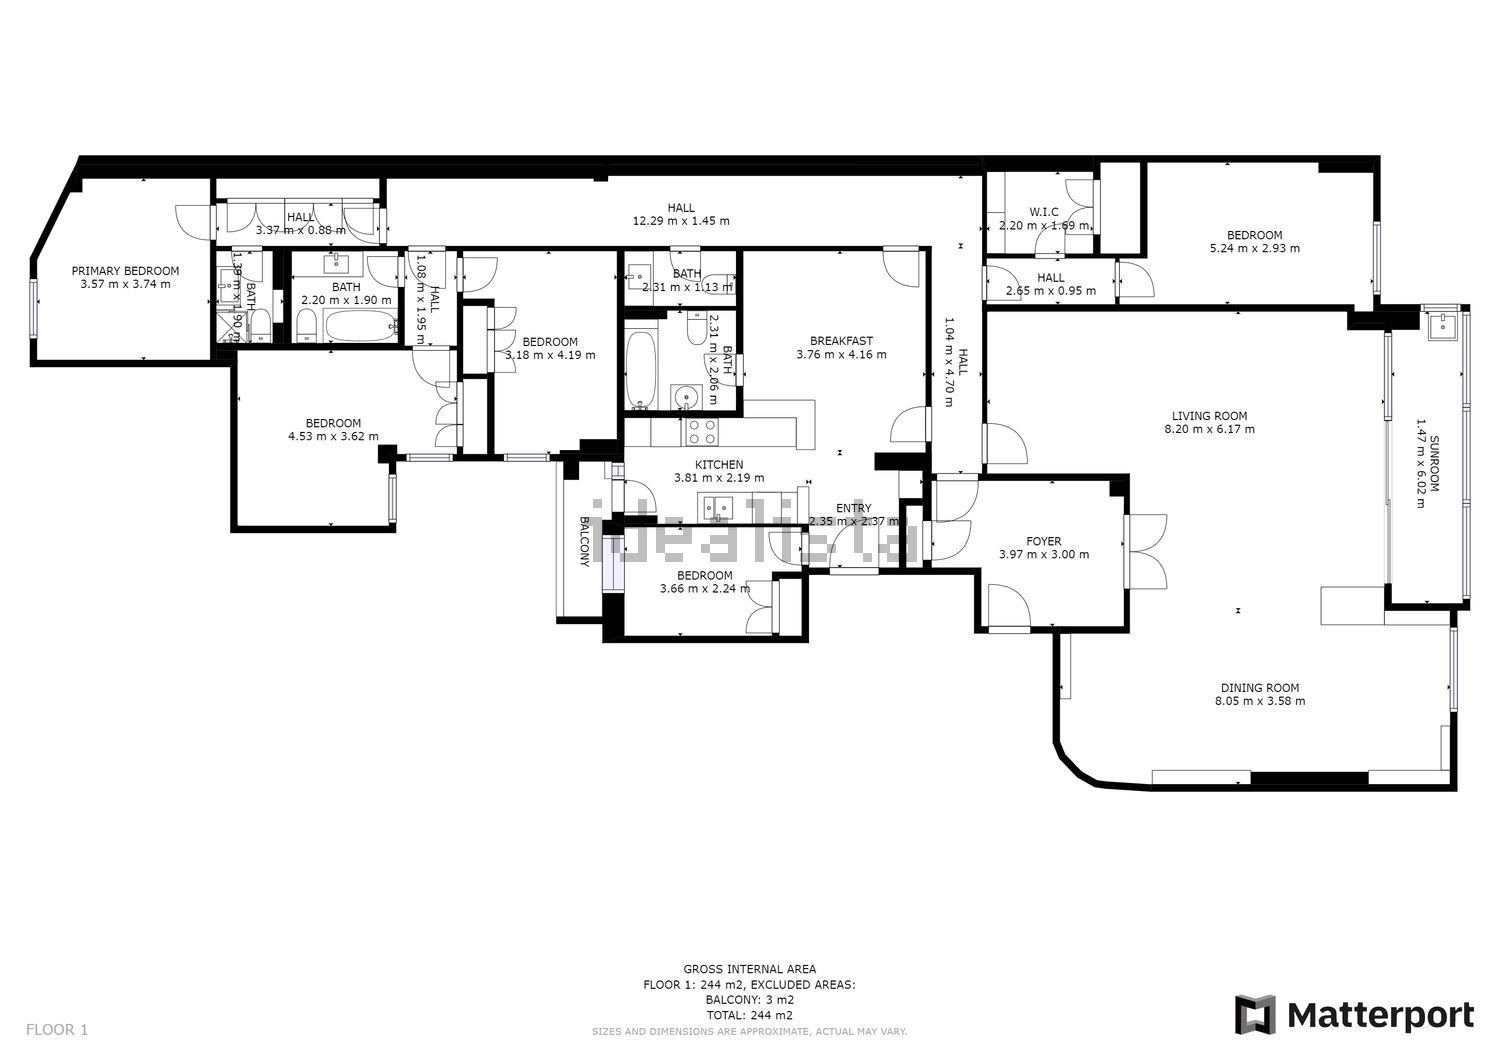 W.I.C
2.20 m x 1.69 m
HALL
12.29 m x 1.45 m
HALL
3.37 m x 0.88 m
BEDROOM
5.24 m x 2.93 m
PRIMARY BEDROOM
3.57 m x 3.74 m
BATH
1.39 m x 1.90 m
BATH
2.20 m x 1.90 m
HALL
1.08 m x 1.95 m
BATH
2.31 m x 1.13 m
HALL
2.65 m x 0.95 m
BEDROOM
3.18 m x 4.19 m
BATH
2.31 m x 2.06 m
BREAKFAST
3.76 m x 4.16 m
HALL
1.04 m x 4.70 m
BEDROOM
4.53 m x 3.62 m
LIVING ROOM
8.20 m x 6.17 m
SUNROOM
1.47 m x 6.02 m
KITCHEN
3.81 m x 2.19 m
ENTRY
2.35 m x 2.37 m
idealista
BALCONY
FOYER
3.97 m x 3.00 m
BEDROOM
3.66 m x 2.24 m
DINING ROOM
8.05 m x 3.58 m
GROSS INTERNAL AREA
FLOOR 1: 244 m2, EXCLUDED AREAS:
BALCONY: 3 m2
TOTAL: 244 m2
SIZES AND DIMENSIONS ARE APPROXIMATE, ACTUAL MAY VARY.
FLOOR 1
Matterport